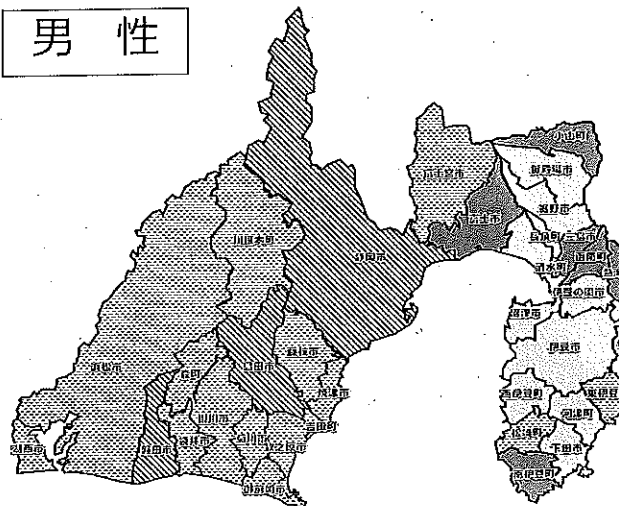 男 性
小山町
御殿場市
富士宮市
裾野市
富士市
長泉町
三島市
函南町
清水町
川根本町
静岡市
伊豆の国市
沼津市
伊豆市
藤枝市
島田市
浜松市
森町
焼津市
西伊豆町
東伊豆
河津町
掛川市
吉田町
袋井市
菊川市
牧之原市
松崎町
下田市
湖西市
磐田市
御前崎市
南伊豆町